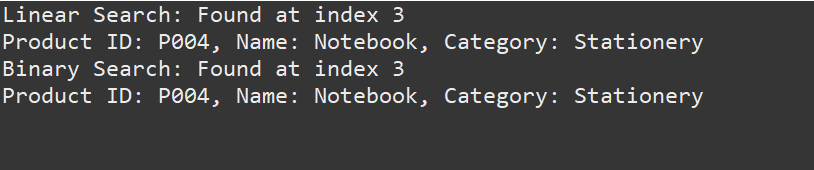 Linear Search: Found at index 3
Product ID: P004, Name: Notebook, Category: Stationery
Binary Search: Found at index 3
Product ID: P004, Name: Notebook, Category: Stationery